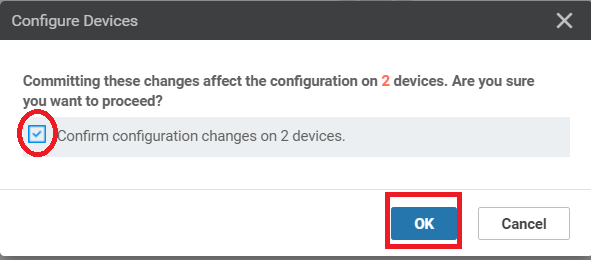 Configure Devices
Committing these changes affect the configuration on 2 devices. Are you sure
you want to proceed?
Confirm configuration changes on 2 devices.
OK
Cancel